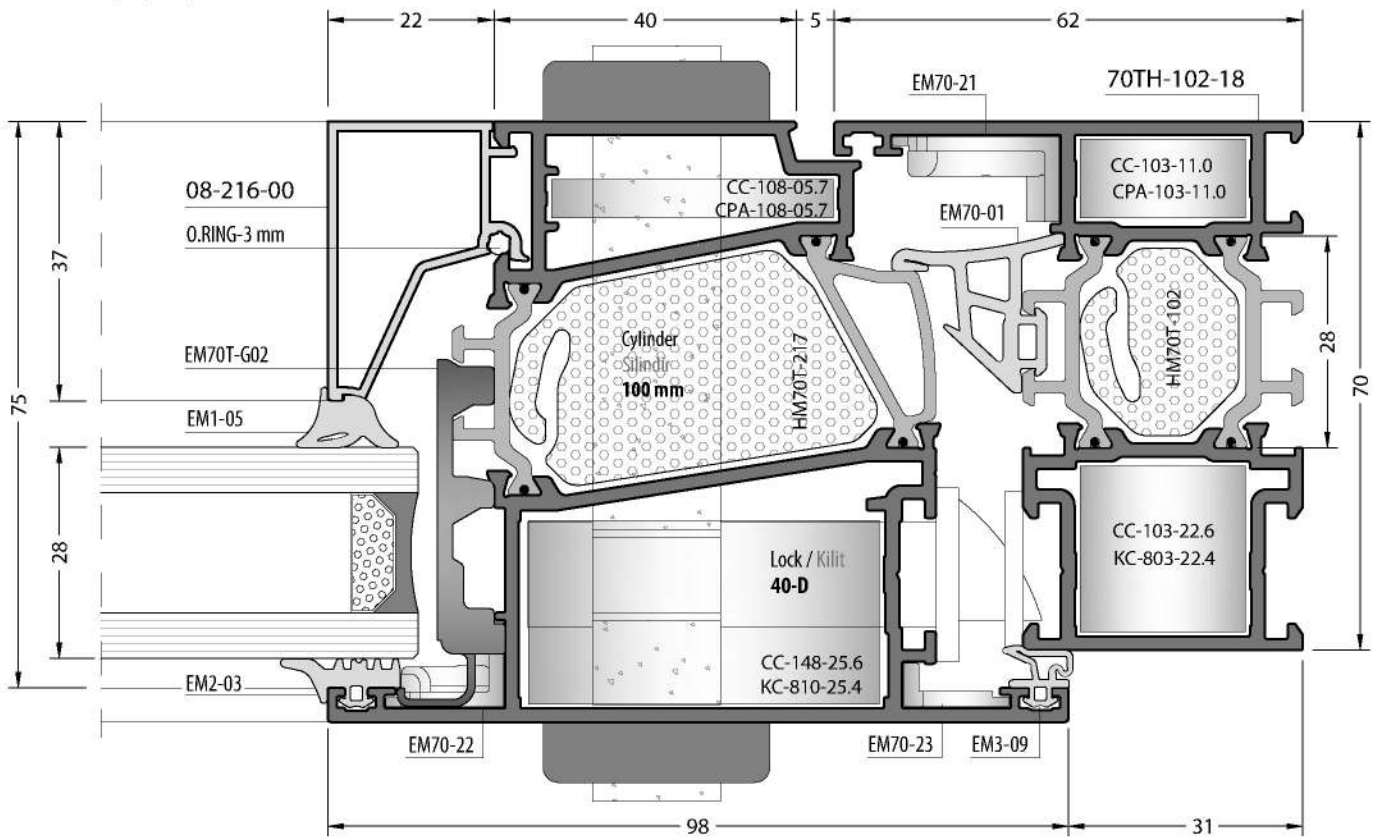 22
40
5
62
EM70-21
70TH-102-18
CC-103-11.0
CPA-103-11.0
08-216-00
CC-108-05.7
CPA-108-05.7
O.RING-3 mm
EM70-01
37
75
EM70T-G02
EM1-05
Cylinder
Silindir
100 mm
HM70T-217
HM70T-102
28
70
28
Lock / Kilit
40-D
CC-103-22.6
KC-803-22.4
CC-148-25.6
KC-810-25.4
EM2-03
EM70-22
EM70-23
EM3-09
98
31